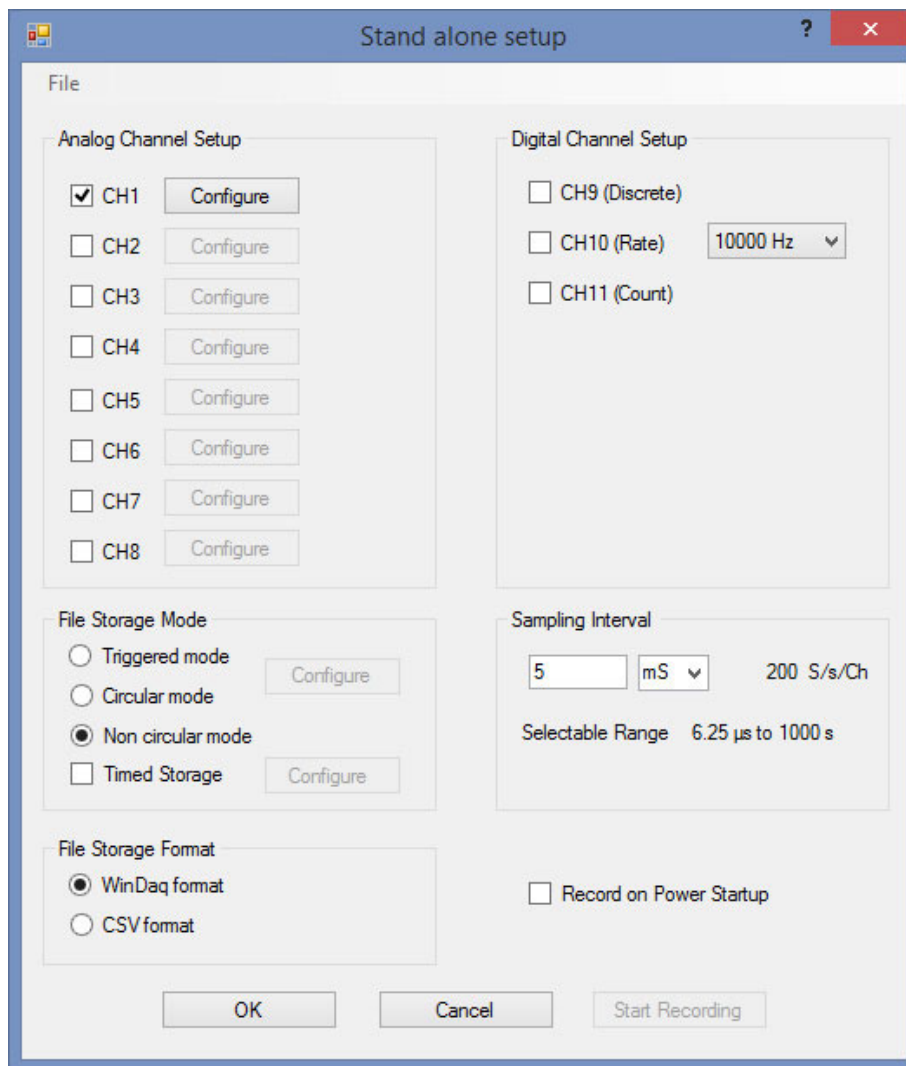 Stand alone setup
?
File
Analog Channel Setup
CH1 Configure
CH2 Configure
CH3 Configure
CH4 Configure
CH5 Configure
CH6 Configure
CH7 Configure
CH8 Configure
Digital Channel Setup
CH9 (Discrete)
CH10 (Rate) 10000 Hz
CH11 (Count)
File Storage Mode
Triggered mode
Configure
Circular mode
Non circular mode
Timed Storage Configure
Sampling Interval
5 mS 200 S/s/Ch
Selectable Range 6.25 µs to 1000 s
File Storage Format
WinDaq format
CSV format
Record on Power Startup
OK Cancel Start Recording